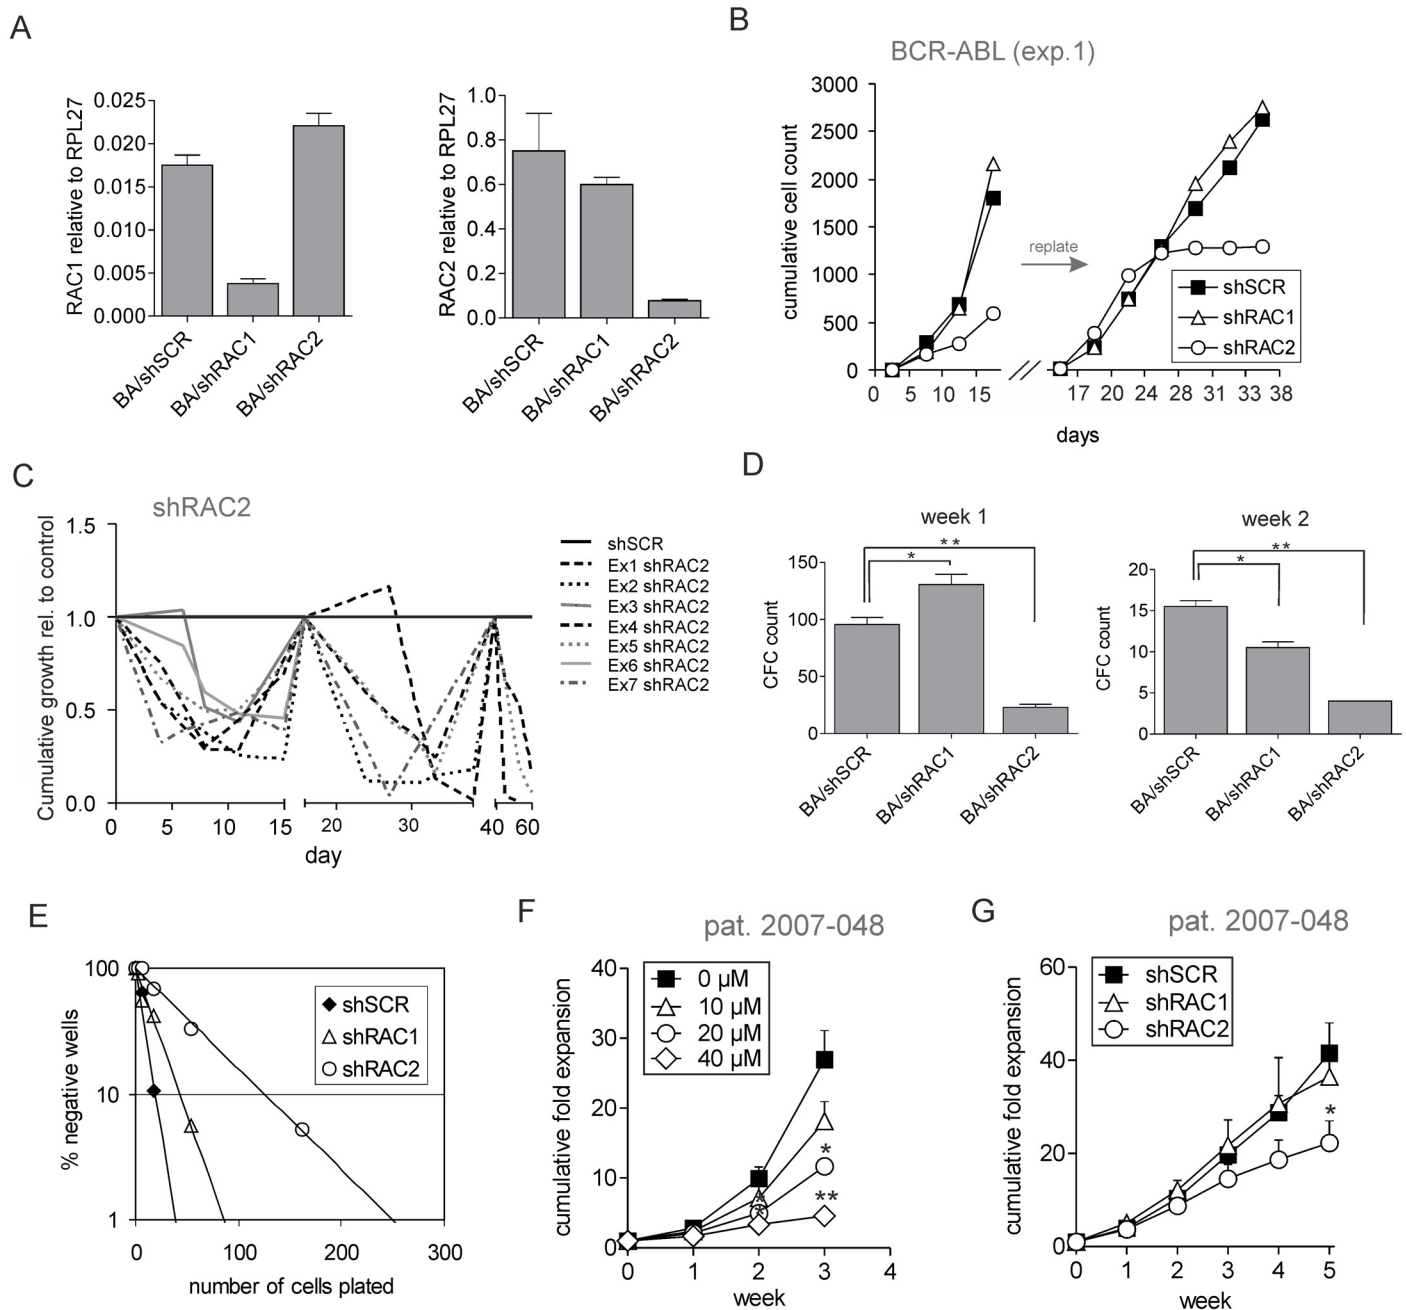 A
RAC1 relative to RPL27
0.025
0.020
0.015
0.010
0.005
0.000
BA/shSCR
BA/shRAC1
BA/shRAC2
RAC2 relative to RPL27
1.0
0.8
0.6
0.4
0.2
0.0
BA/shSCR
BA/shRAC1
BA/shRAC2
B
BCR-ABL (exp.1)
cumulative cell count
3000
2500
2000
1500
1000
500
0
replate
shSCR
shRAC1
shRAC2
0 5 10 15 17 20 24 28 31 33 38
days
C
shRAC2
Cumulative growth rel. to control
1.5
1.0
0.5
0.0
shSCR
Ex1 shRAC2
Ex2 shRAC2
Ex3 shRAC2
Ex4 shRAC2
Ex5 shRAC2
Ex6 shRAC2
Ex7 shRAC2
0 5 10 15 20 30 40 60
day
D
week 1
CFC count
150
100
50
0
* **
BA/shSCR
BA/shRAC1
BA/shRAC2
week 2
CFC count
20
15
10
5
0
* **
BA/shSCR
BA/shRAC1
BA/shRAC2
E
% negative wells
100
10
1
shSCR
shRAC1
shRAC2
0 100 200 300
number of cells plated
F
pat. 2007-048
cumulative fold expansion
40
30
20
10
0
0 µM
10 µM
20 µM
40 µM
*
**
*
*
0 1 2 3 4
week
G
pat. 2007-048
cumulative fold expansion
60
40
20
0
shSCR
shRAC1
shRAC2
*
0 1 2 3 4 5
week